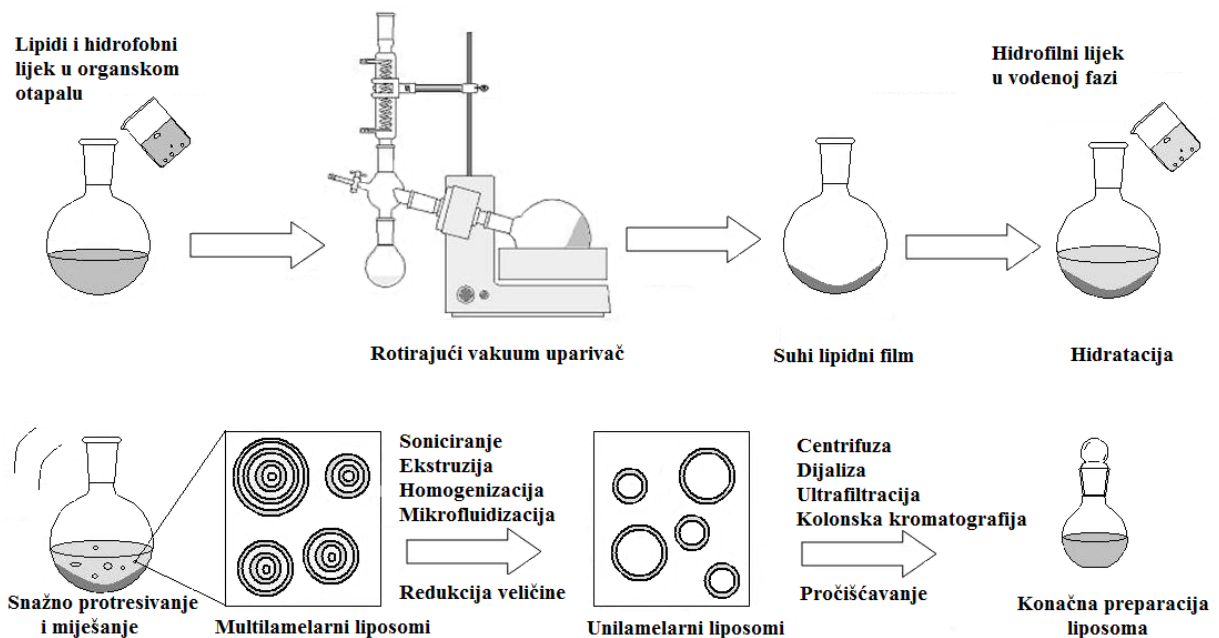 Lipidi i hidrofobni
lijek u organskom
otapalu
Hidrofilni lijek
u vodenoj fazi
Rotirajući vakuum uparivač
Suhi lipidni film
Hidratacija
Snažno protresivanje
i miješanje
Multilamelarni liposomi
Soniciranje
Ekstruzija
Homogenizacija
Mikrofluidizacija
Redukcija veličine
Unilamelarni liposomi
Centrifuza
Dijaliza
Ultrafiltracija
Kolonska kromatografija
Pročišćavanje
Konačna preparacija
liposoma